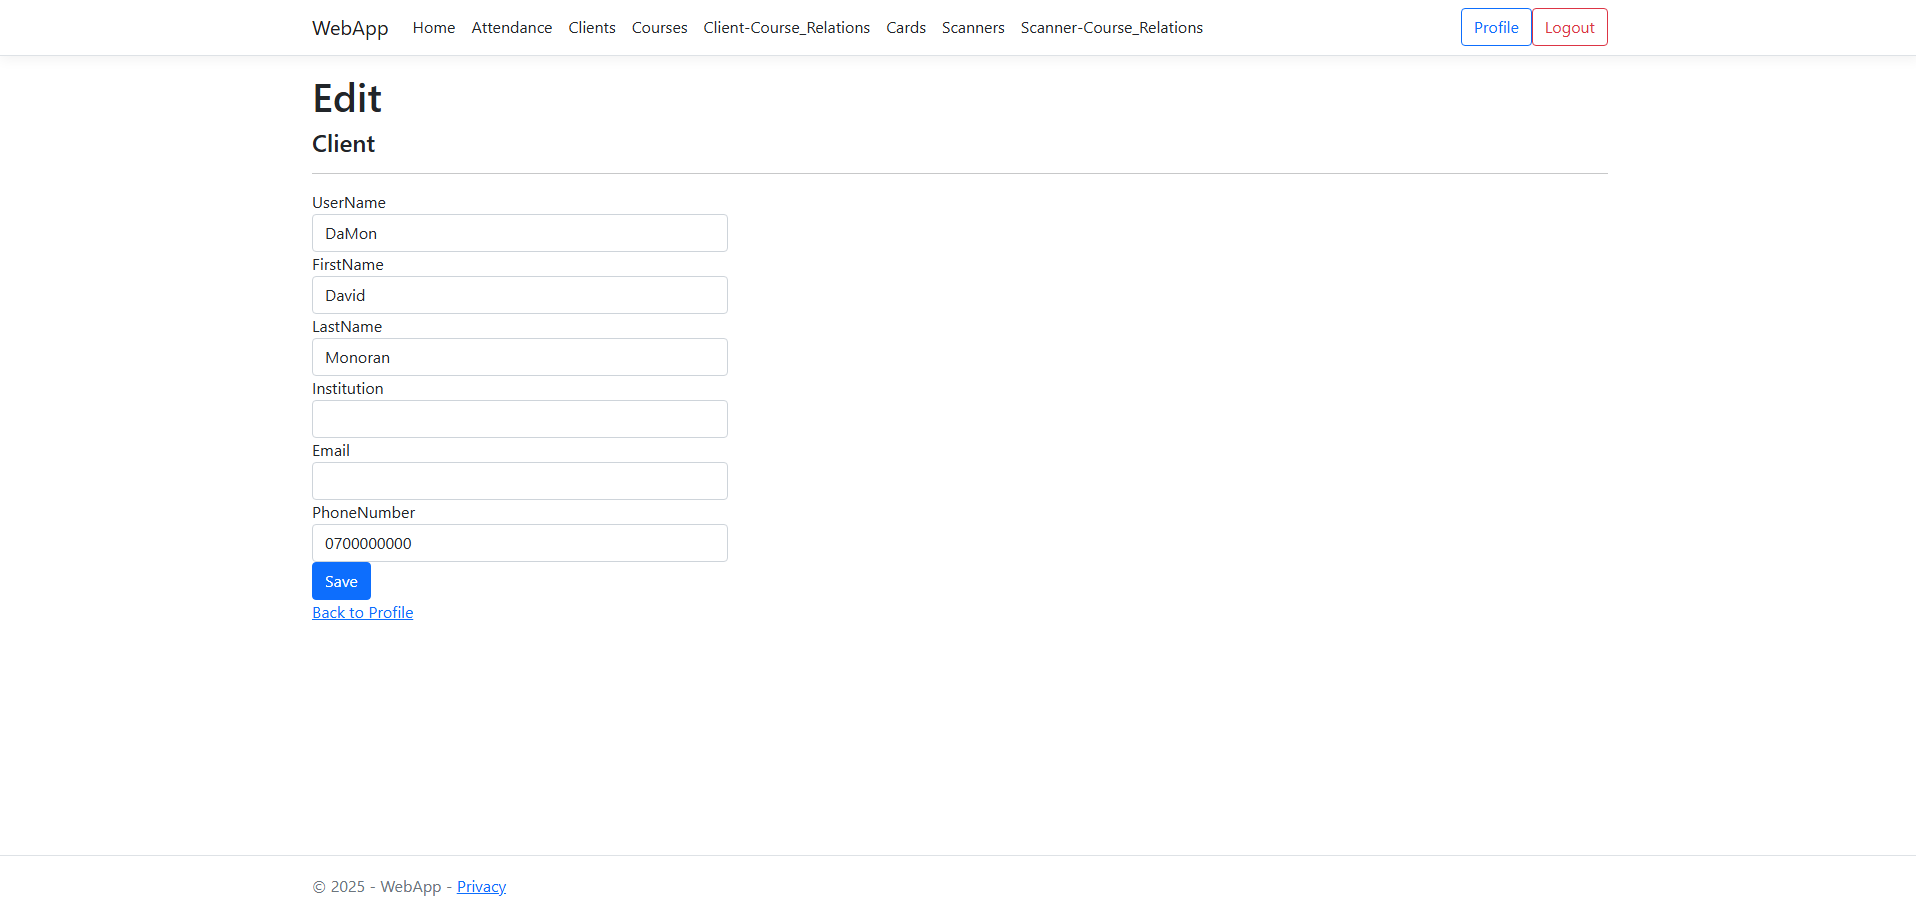 WebApp Home Attendance Clients Courses Client-Course_Relations Cards Scanners Scanner-Course_Relations Profile Logout
Edit
Client
UserName
DaMon
FirstName
David
LastName
Monoran
Institution
Email
PhoneNumber
0700000000
Save
Back to Profile
© 2025 - WebApp - Privacy